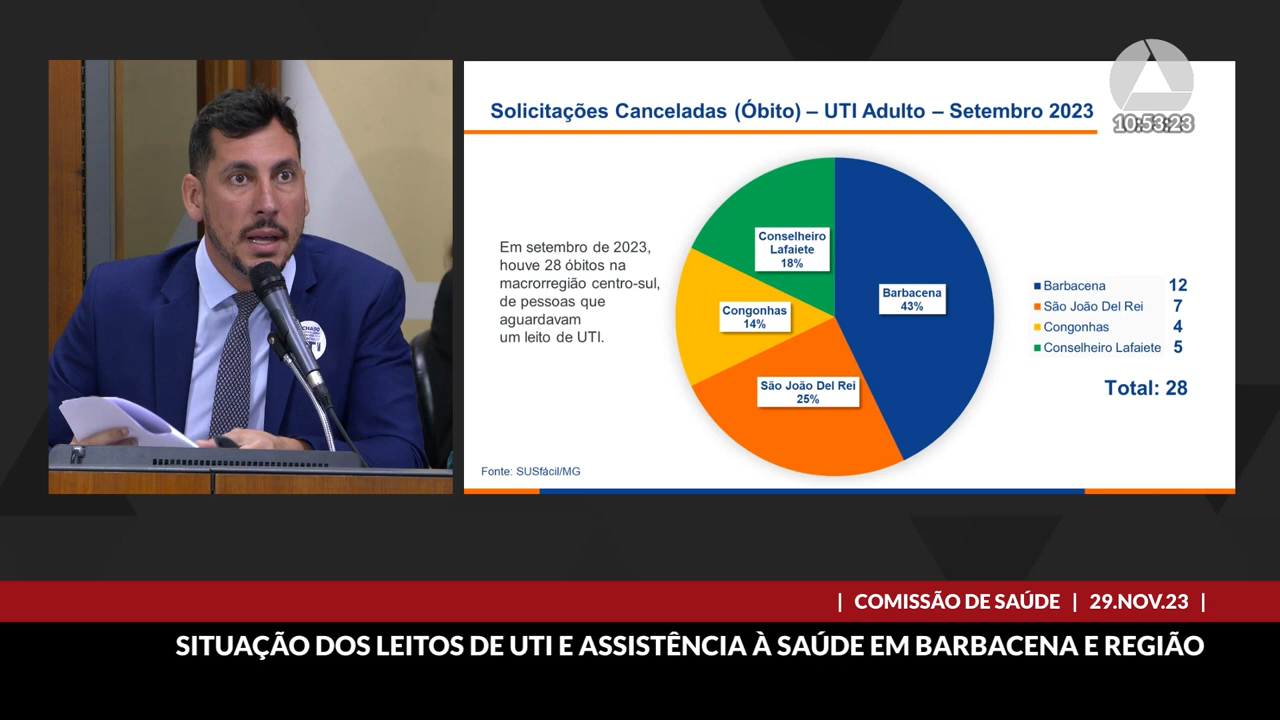 Solicitações Canceladas (Óbito) – UTI Adulto – Setembro 2023
10:53:23
Em setembro de 2023,
houve 28 óbitos na
macrorregião centro-sul,
de pessoas que
aguardavam
um leito de UTI.
Conselheiro
Lafaiete
18%
Barbacena
43%
Congonhas
14%
São João Del Rei
25%
Barbacena 12
São João Del Rei 7
Congonhas 4
Conselheiro Lafaiete 5
Total: 28
Fonte: SUSfácil/MG
| COMISSÃO DE SAÚDE | 29.NOV.23 |
SITUAÇÃO DOS LEITOS DE UTI E ASSISTÊNCIA À SAÚDE EM BARBACENA E REGIÃO